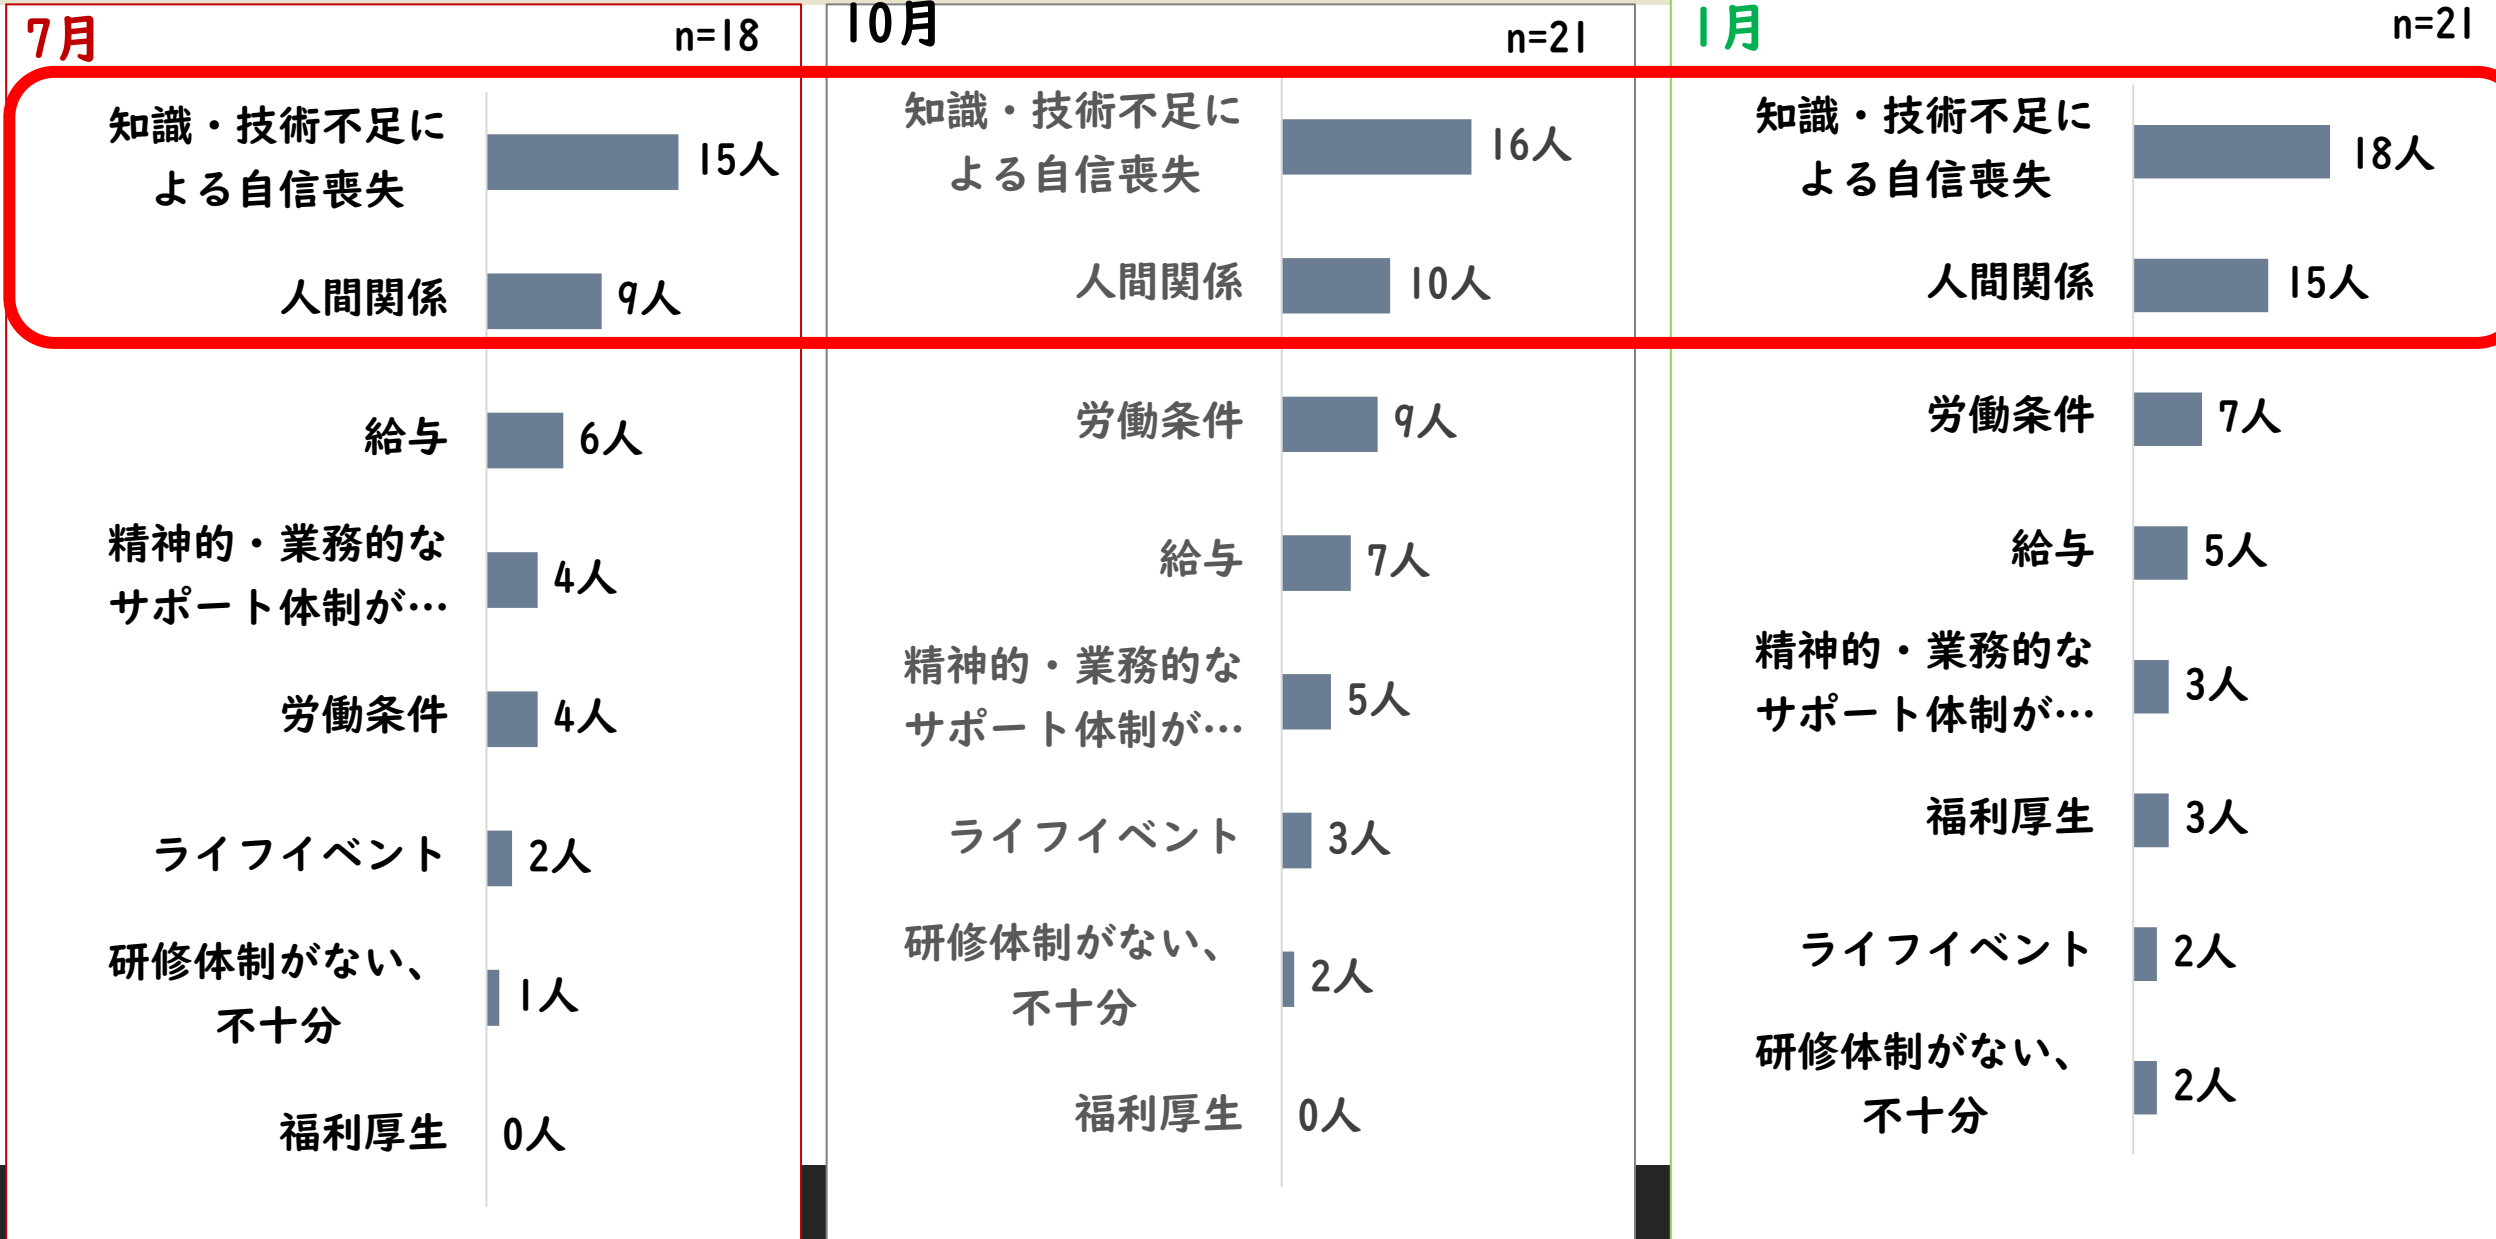 7月
n=18
知識・技術不足に
よる自信喪失
15人
人間関係
9人
給与
6人
精神的・業務的な
サポート体制が…
4人
労働条件
4人
ライフイベント
2人
研修体制がない、
不十分
1人
福利厚生
0人
10月
n=21
知識・技術不足に
よる自信喪失
16人
人間関係
10人
労働条件
9人
給与
7人
精神的・業務的な
サポート体制が…
5人
ライフイベント
3人
研修体制がない、
不十分
2人
福利厚生
0人
1月
n=21
知識・技術不足に
よる自信喪失
18人
人間関係
15人
労働条件
7人
給与
5人
精神的・業務的な
サポート体制が…
3人
福利厚生
3人
ライフイベント
2人
研修体制がない、
不十分
2人